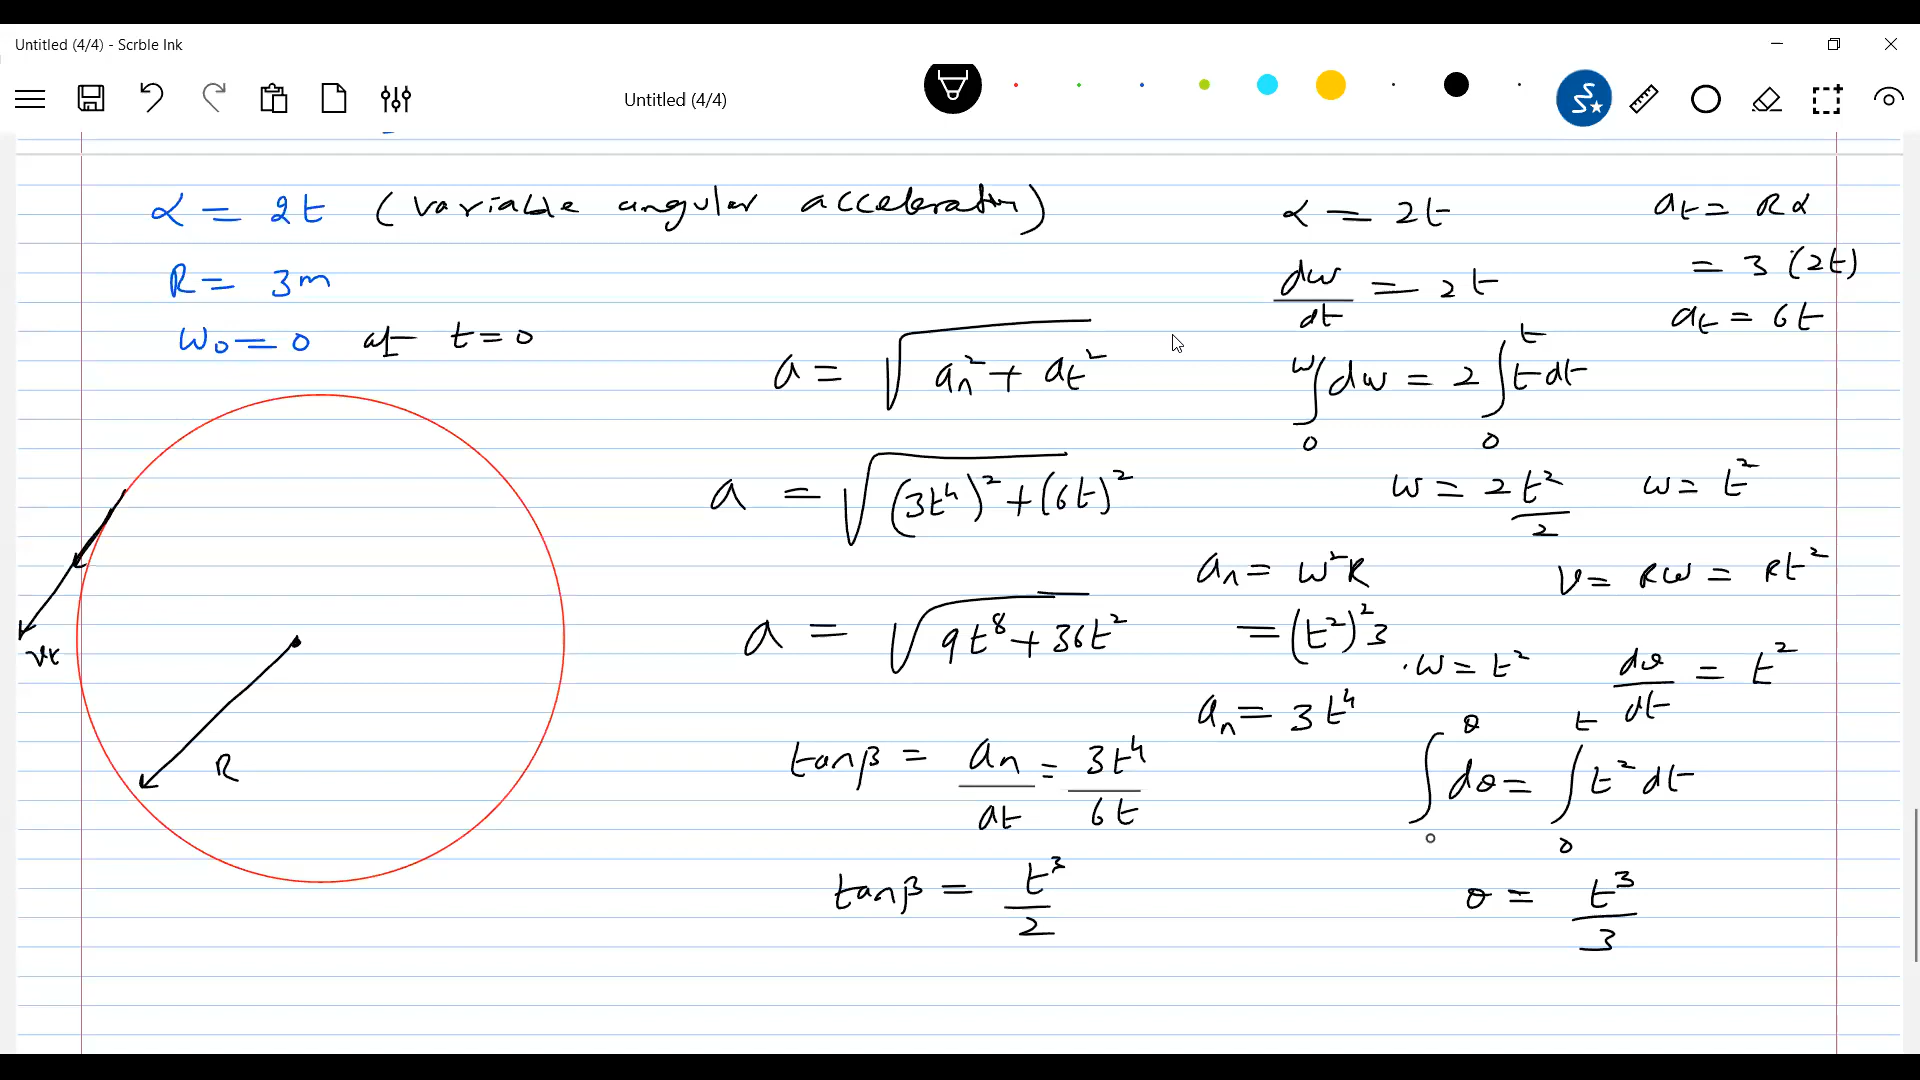 Untitled (4/4) - Scrble Ink
Untitled (4/4)
α = 2t (variable angular acceleration)
R = 3m
ω₀ = 0 at t = 0
R
a = √(aₙ² + aₜ²)
a = √((3t⁴)² + (6t)²)
a = √(9t⁸ + 36t²)
tanβ = aₙ/at = 3t⁴/6t
tanβ = t³/2
α = 2t
dω/dt = 2t
∫₀^ω dω = 2 ∫₀^t t dt
ω = 2t²/2 ω = t²
aₙ = ω²R
= (t²)² 3
aₙ = 3t⁴
aₜ = Rα
= 3 (2t)
aₜ = 6t
v = Rω = Rt²
. ω = t² dθ/dt = t²
∫₀^θ dθ = ∫₀^t t² dt
θ = t³/3